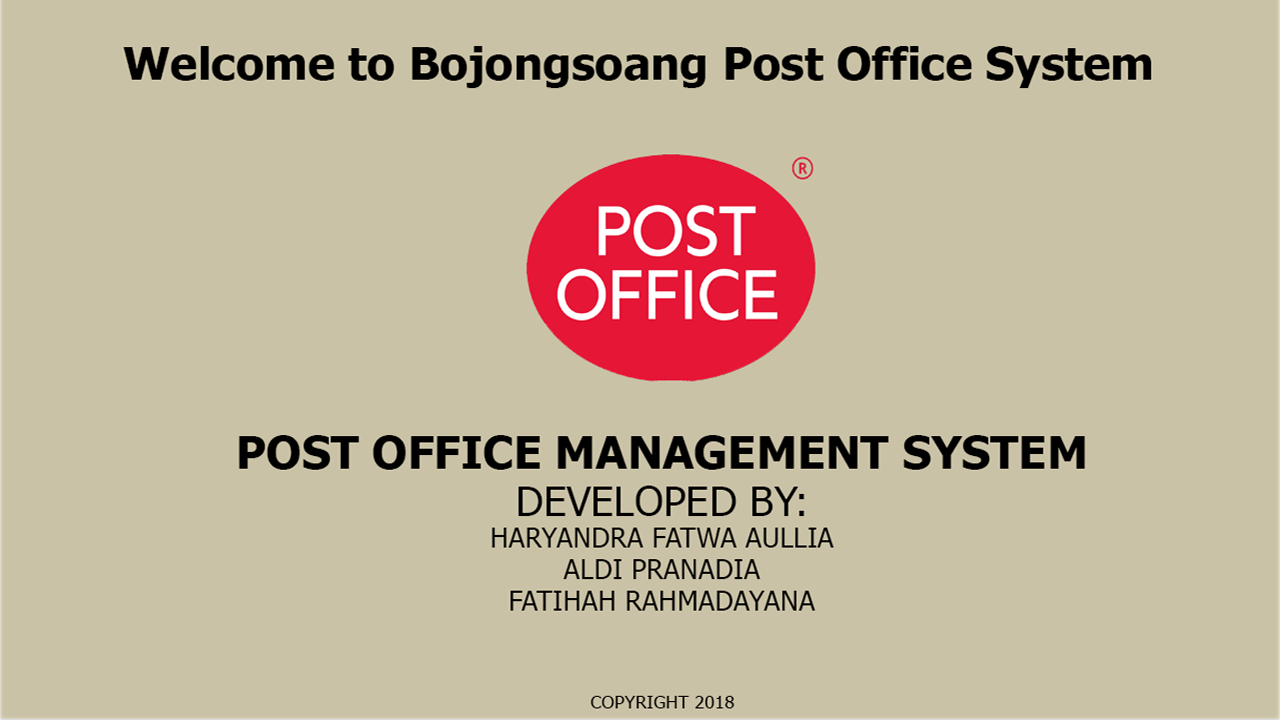 Welcome to Bojongsoang Post Office System
®
POST
OFFICE
POST OFFICE MANAGEMENT SYSTEM
DEVELOPED BY:
HARYANDRA FATWA AULLIA
ALDI PRANADIA
FATIHAH RAHMADAYANA
COPYRIGHT 2018